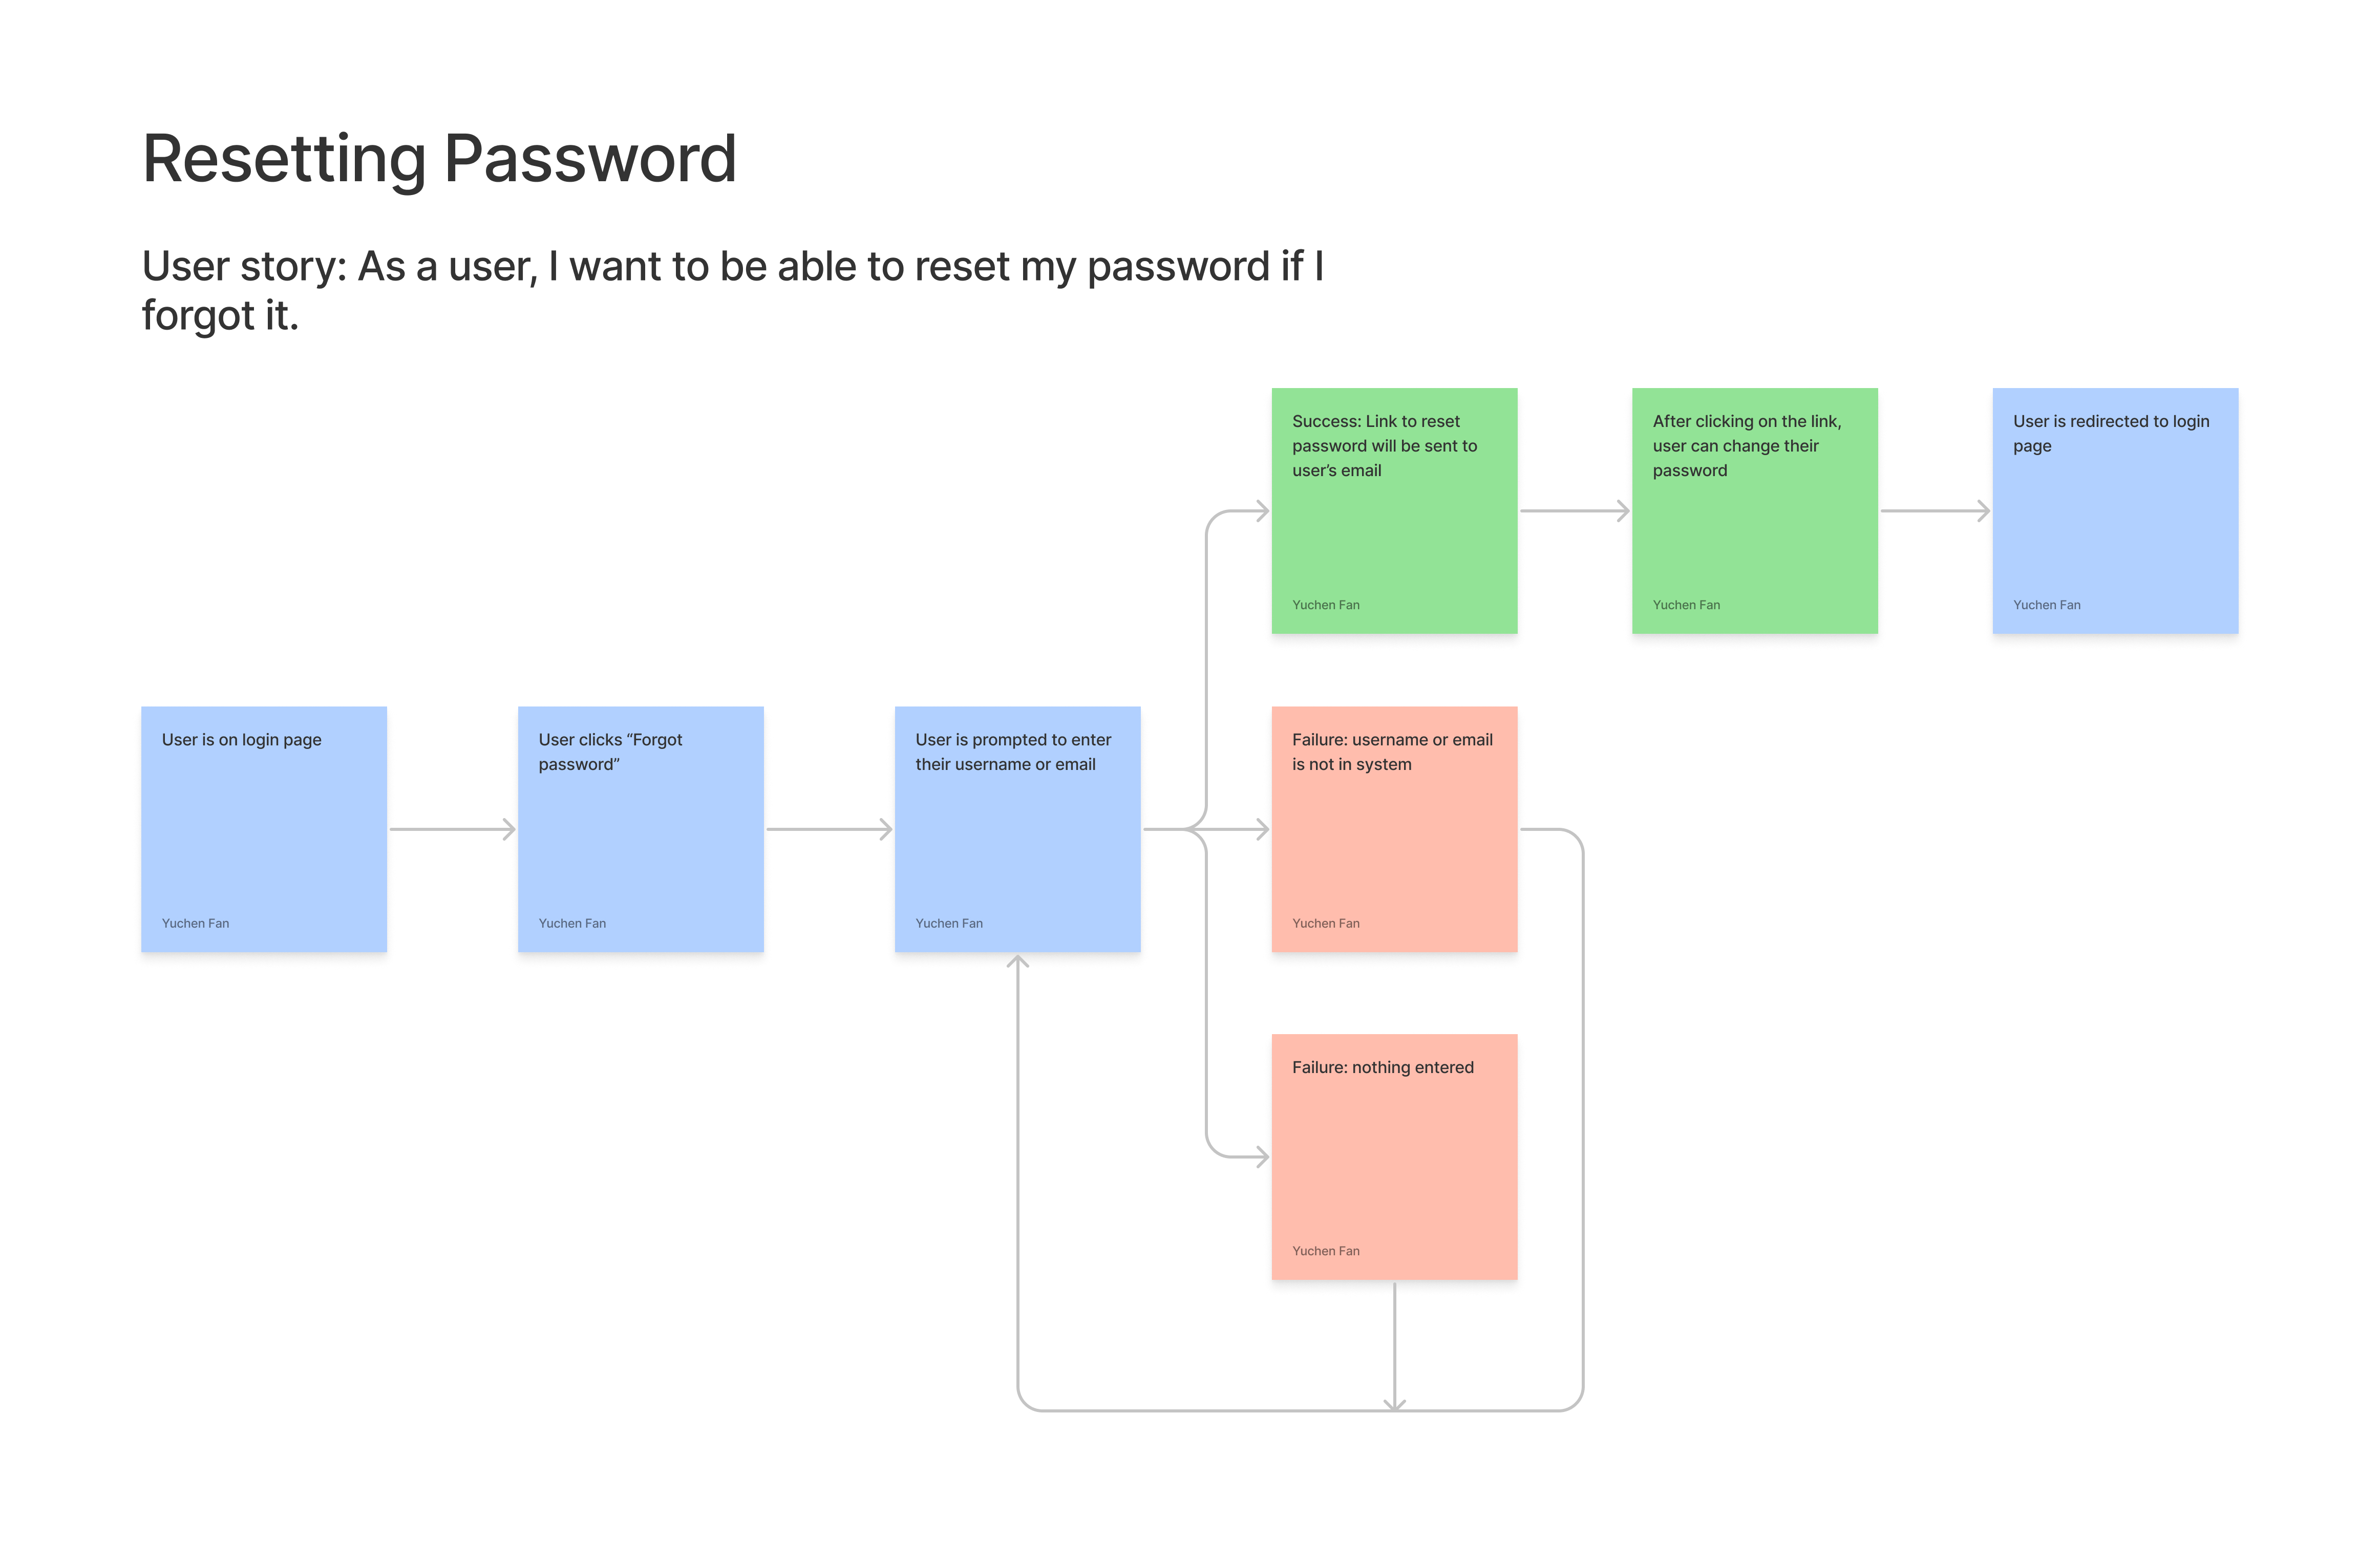 Resetting Password
User story: As a user, I want to be able to reset my password if I
forgot it.
Success: Link to reset
password will be sent to
user’s email
Yuchen Fan
After clicking on the link,
user can change their
password
Yuchen Fan
User is redirected to login
page
Yuchen Fan
User is on login page
Yuchen Fan
User clicks “Forgot
password”
Yuchen Fan
User is prompted to enter
their username or email
Yuchen Fan
Failure: username or email
is not in system
Yuchen Fan
Failure: nothing entered
Yuchen Fan